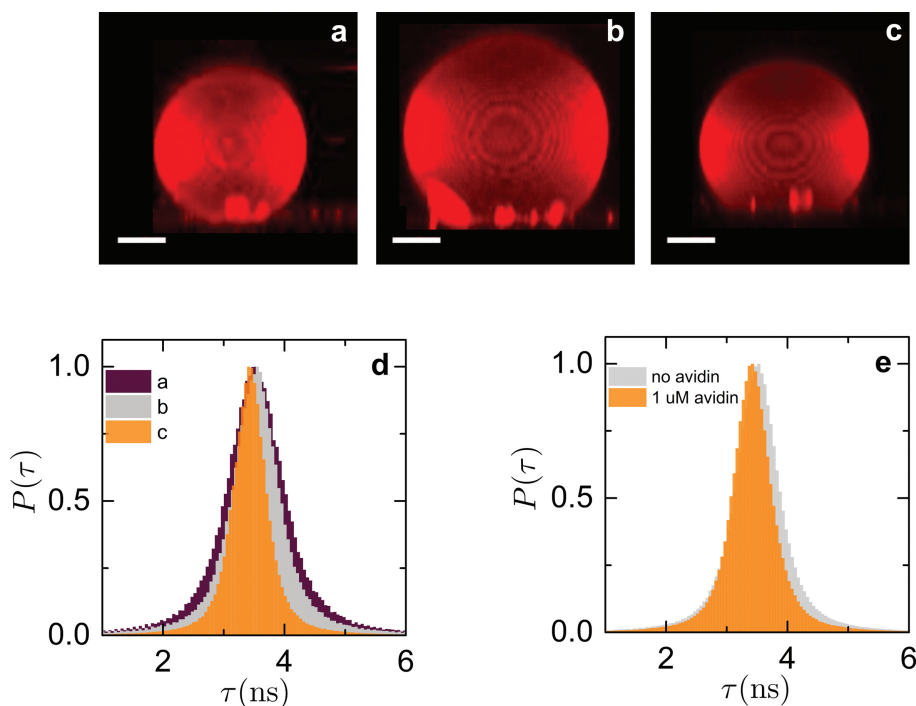 a
b
c
d
1.0
0.5
0.0
P(τ)
a
b
c
2
4
6
τ(ns)
e
1.0
0.5
0.0
P(τ)
no avidin
1 uM avidin
2
4
6
τ(ns)